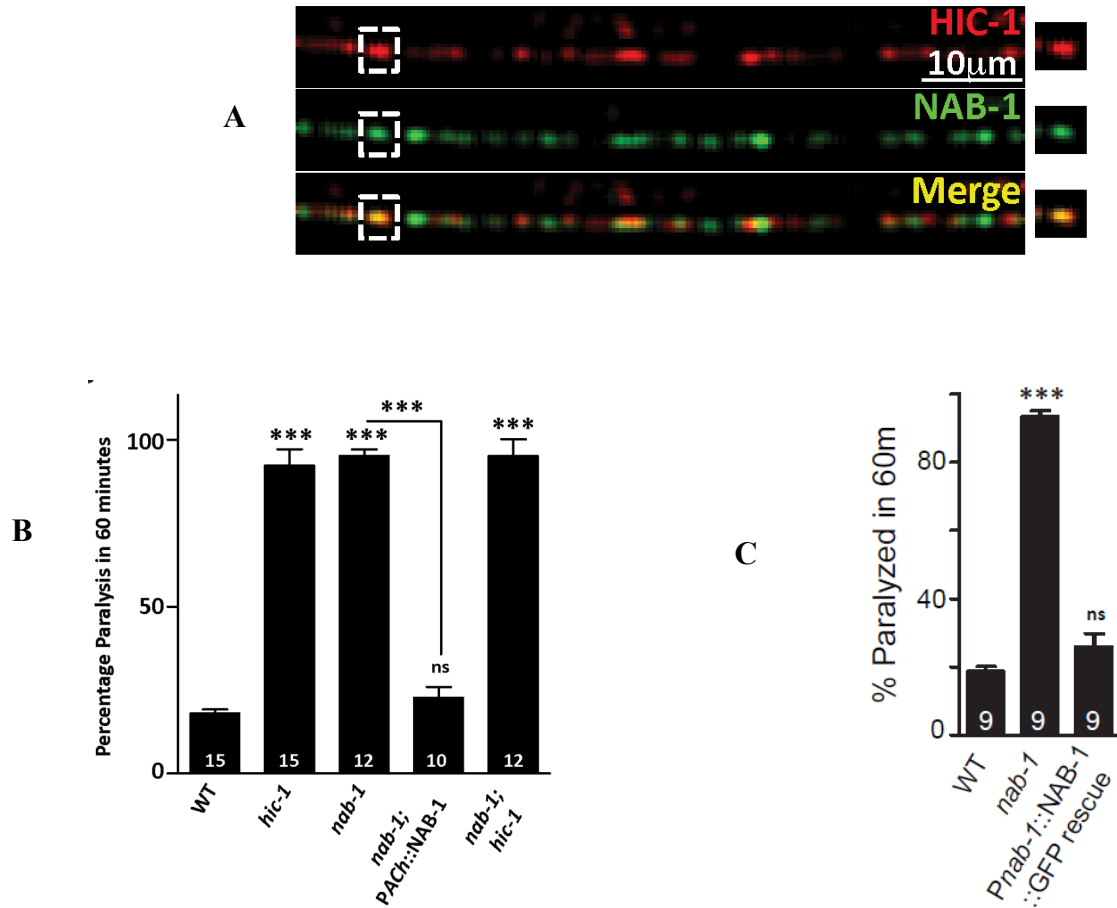 A
HIC-1
10µm
NAB-1
Merge
B
Percentage Paralysis in 60 minutes
100
50
0
***
***
***
ns
***
15
15
12
10
12
WT
hic-1
nab-1
nab-1;
PACh::NAB-1
nab-1;
hic-1
C
% Paralyzed in 60m
80
40
0
***
ns
9
9
9
WT
nab-1
Pnab-1::NAB-1
::GFP rescue